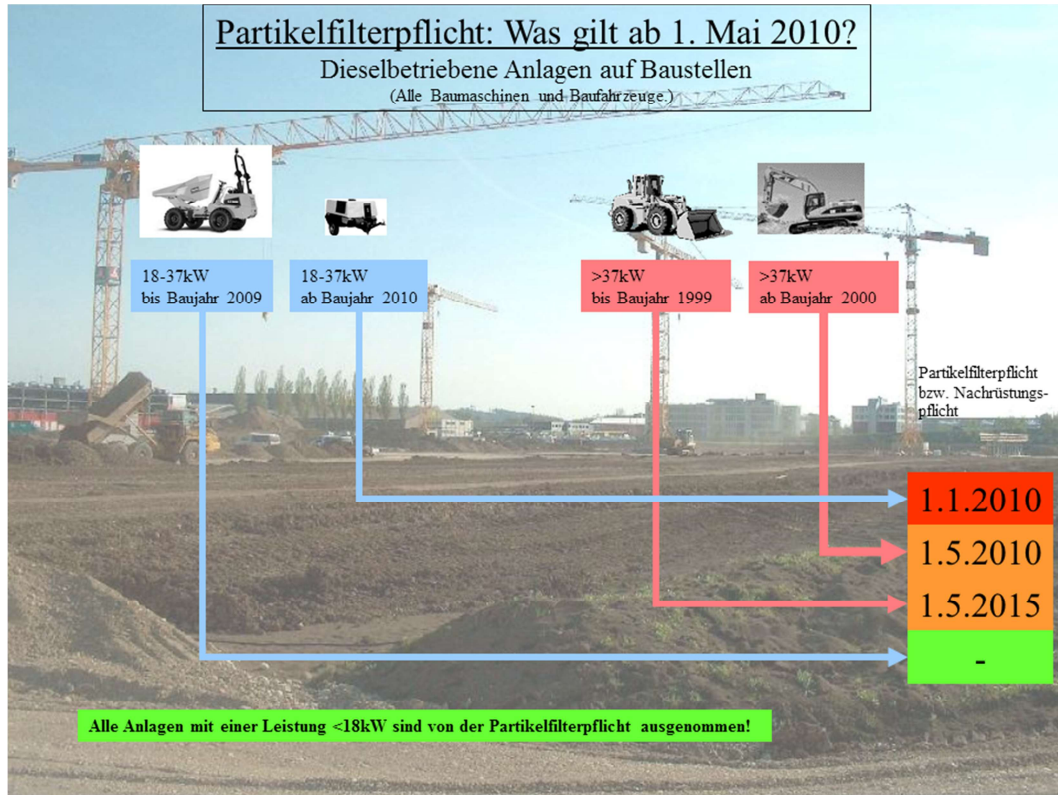 Partikelfilterpflicht: Was gilt ab 1. Mai 2010?
Dieselbetriebene Anlagen auf Baustellen
(Alle Baumaschinen und Baufahrzeuge.)
18-37kW
bis Baujahr 2009
18-37kW
ab Baujahr 2010
>37kW
bis Baujahr 1999
>37kW
ab Baujahr 2000
Partikelfilterpflicht
bzw. Nachrüstungs-
pflicht
1.1.2010
1.5.2010
1.5.2015
-
Alle Anlagen mit einer Leistung <18kW sind von der Partikelfilterpflicht ausgenommen!